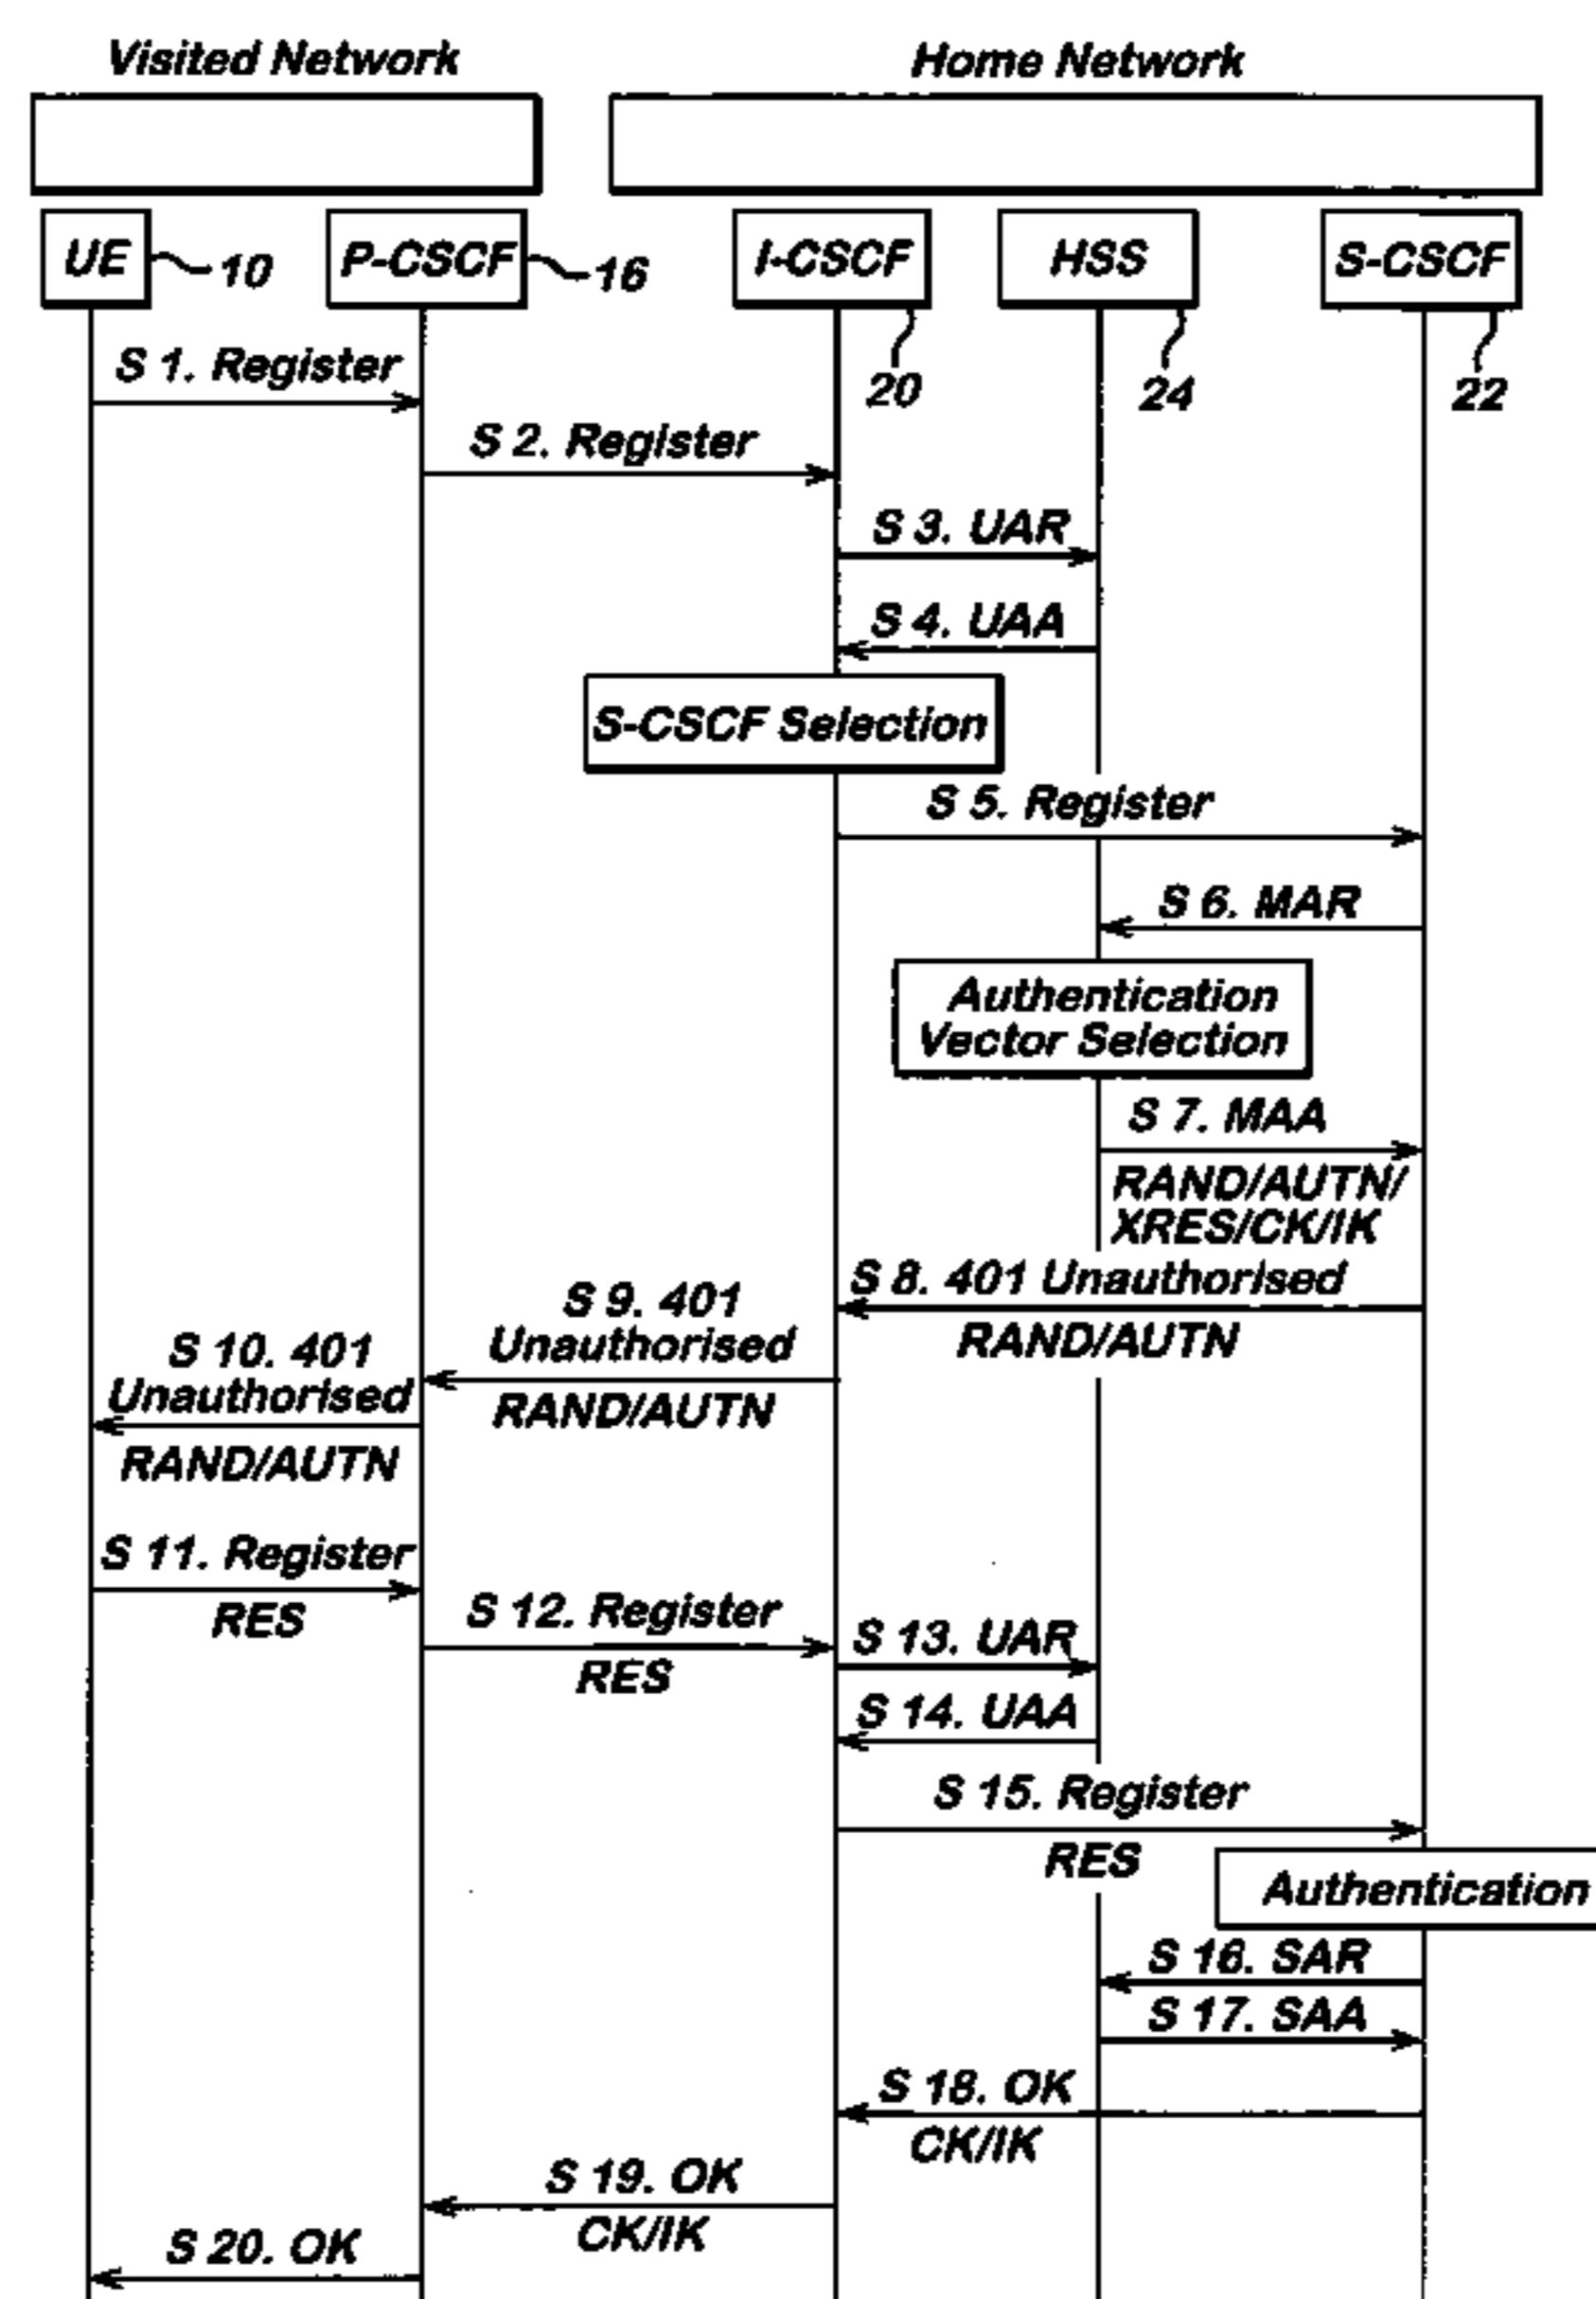 Visited Network
Home Network
UE
10
P-CSCF
16
I-CSCF
HSS
S-CSCF
20
24
22
S 1. Register
S 2. Register
S 3. UAR
S 4. UAA
S-CSCF Selection
S 5. Register
S 6. MAR
Authentication
Vector Selection
S 7. MAA
RAND/AUTN/
XRES/CK/IK
S 8. 401 Unauthorised
RAND/AUTN
S 9. 401
Unauthorised
RAND/AUTN
S 10. 401
Unauthorised
RAND/AUTN
S 11. Register
RES
S 12. Register
RES
S 13. UAR
S 14. UAA
S 15. Register
RES
Authentication
S 16. SAR
S 17. SAA
S 18. OK
CK/IK
S 19. OK
CK/IK
S 20. OK